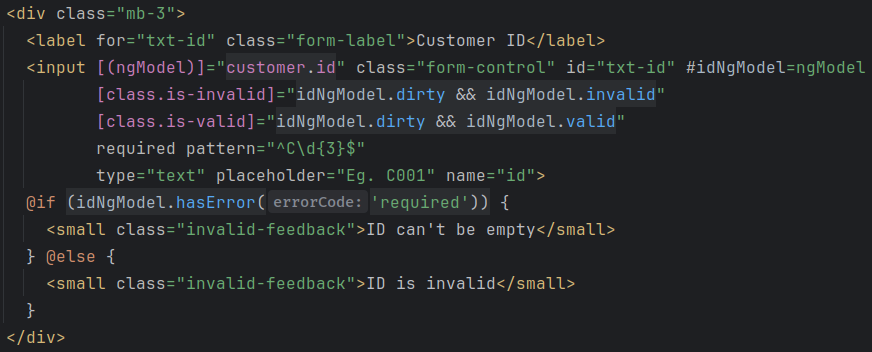 <div class="mb-3">
  <label for="txt-id" class="form-label">Customer ID</label>
  <input [(ngModel)]="customer.id" class="form-control" id="txt-id" #idNgModel=ngModel
         [class.is-invalid]="idNgModel.dirty && idNgModel.invalid"
         [class.is-valid]="idNgModel.dirty && idNgModel.valid"
         required pattern="^C\d{3}$"
         type="text" placeholder="Eg. C001" name="id">
  @if (idNgModel.hasError( errorCode: 'required')) {
    <small class="invalid-feedback">ID can't be empty</small>
  } @else {
    <small class="invalid-feedback">ID is invalid</small>
  }
</div>